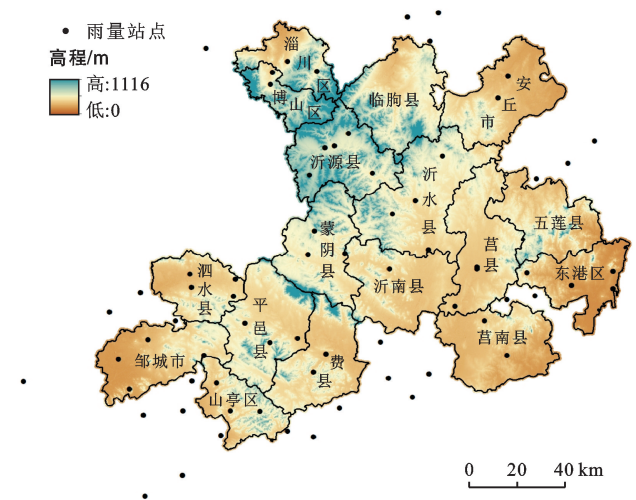 雨量站点
高程/m
高:1116
低:0
淄川区
博山区
临朐县
安丘市
沂源县
沂水县
五莲县
蒙阴县
莒县
东港区
泗水县
沂南县
平邑县
莒南县
邹城市
费县
山亭区
0 20 40 km